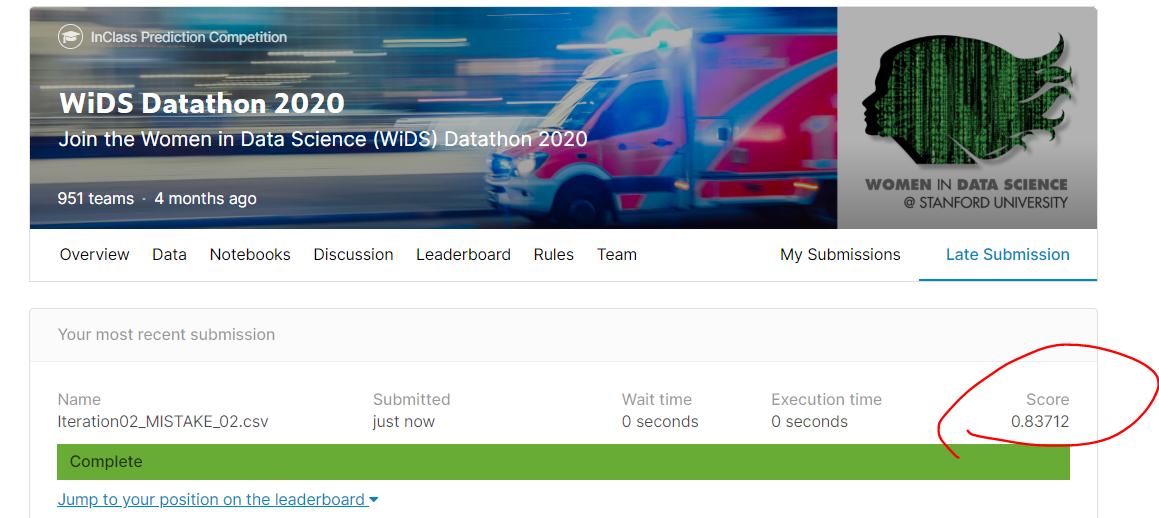 InClass Prediction Competition
WiDS Datathon 2020
Join the Women in Data Science (WiDS) Datathon 2020
951 teams · 4 months ago
WOMEN IN DATA SCIENCE
@ STANFORD UNIVERSITY
Overview Data Notebooks Discussion Leaderboard Rules Team My Submissions Late Submission
Your most recent submission
Name Submitted Wait time Execution time Score
Iteration02_MISTAKE_02.csv just now 0 seconds 0 seconds 0.83712
Complete
Jump to your position on the leaderboard